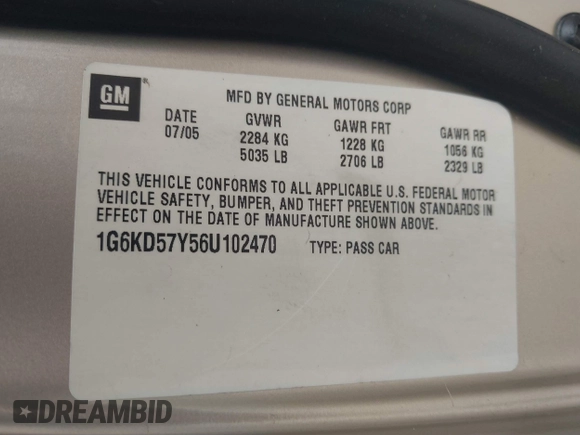 GM
MFD BY GENERAL MOTORS CORP
DATE GVWR GAWR FRT GAWR RR
07/05 2284 KG 1228 KG 1056 KG
5035 LB 2706 LB 2329 LB
THIS VEHICLE CONFORMS TO ALL APPLICABLE U.S. FEDERAL MOTOR
VEHICLE SAFETY, BUMPER, AND THEFT PREVENTION STANDARDS IN
EFFECT ON THE DATE OF MANUFACTURE SHOWN ABOVE.
1G6KD57Y56U102470 TYPE: PASS CAR
DREAMBID